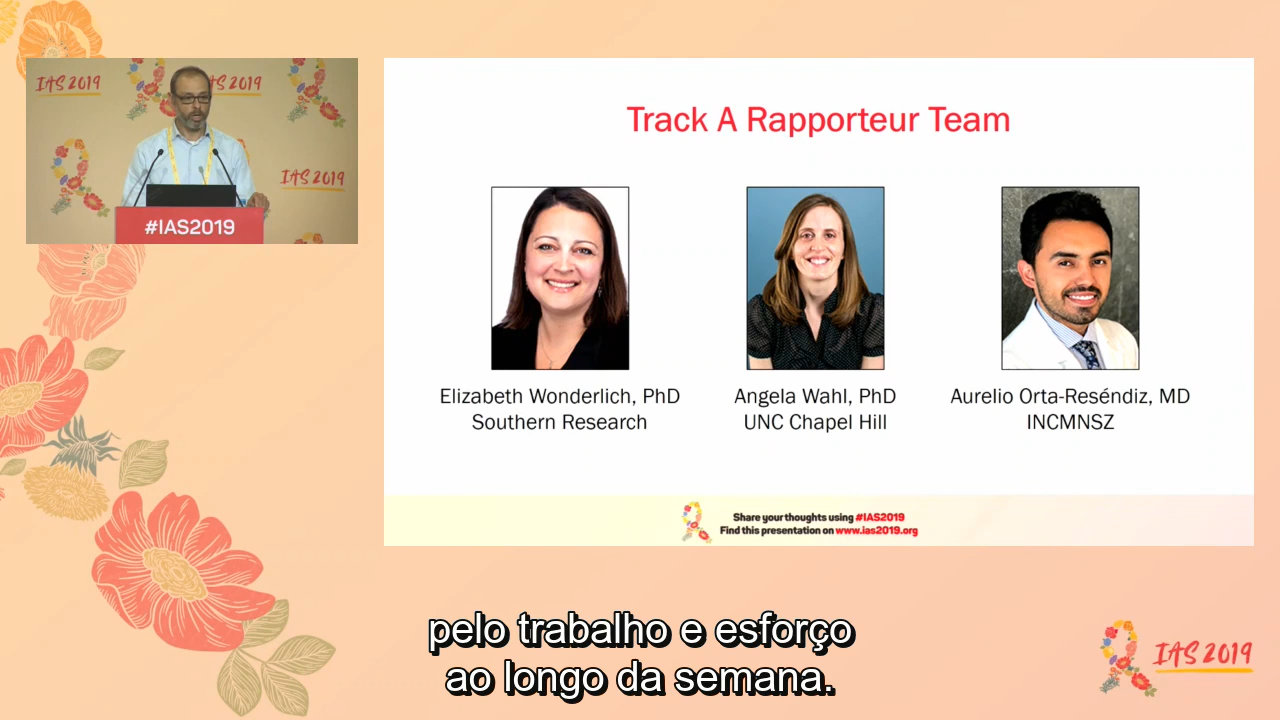 IAS 2019
AS 2019
IAS 2019
#IAS2019
Track A Rapporteur Team
Elizabeth Wonderlich, PhD
Southern Research
Angela Wahl, PhD
UNC Chapel Hill
Aurelio Orta-Reséndiz, MD
INCMNSZ
Share your thoughts using #IAS2019
Find this presentation on www.ias2019.org
pelo trabalho e esforço
ao longo da semana.
IAS 2019